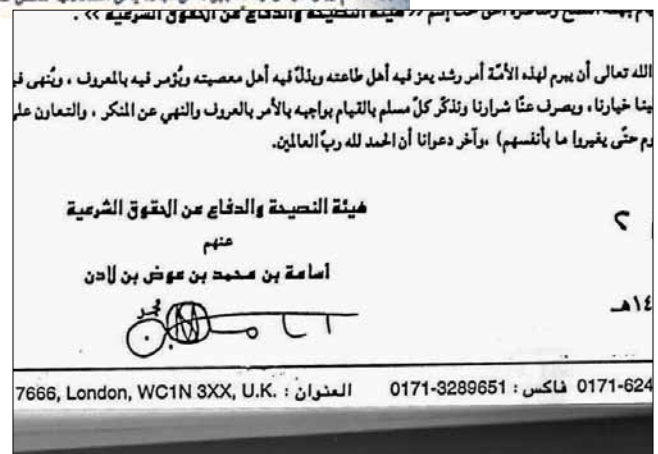 هيئة النصيحة والدفاع عن الحقوق الشرعية >> .
الله تعالى أن يبرم لهذه الأمّة أمر رشد يعز فيه أهل طاعته ويذلّ فيه أهل معصيته ويُؤمر فيه بالمعروف ، ويُنهى
خيارنا ، ويصرف عنّا شرارنا ونذكّر كلّ مسلم بالقيام بواجبه بالأمر بالمعروف والنهي عن المنكر ، والتعاون
حتّى يغيروا ما بأنفسهم) ،وآخر دعوانا أن الحمد لله ربّ العالمين.
هيئة النصيحة والدفاع عن الحقوق الشرعية
عنهم
أسامة بن محمد بن عوض بن لادن
٢
١٤هـ
0171-624 فاكس : 0171-3289651 العنوان : 7666, London, WC1N 3XX, U.K.